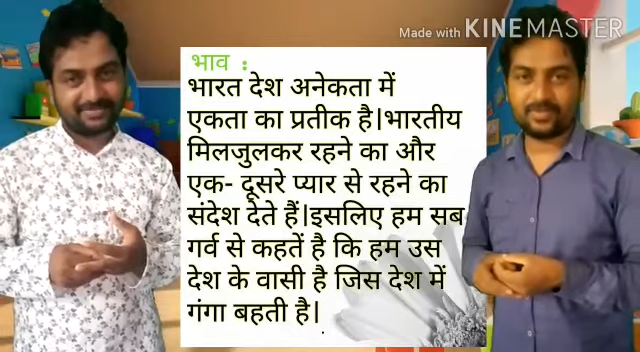 Made with KINEMASTER
भाव :
भारत देश अनेकता में
एकता का प्रतीक है|भारतीय
मिलजुलकर रहने का और
एक- दूसरे प्यार से रहने का
संदेश देते हैं|इसलिए हम सब
गर्व से कहतें है कि हम उस
देश के वासी है जिस देश में
गंगा बहती है|